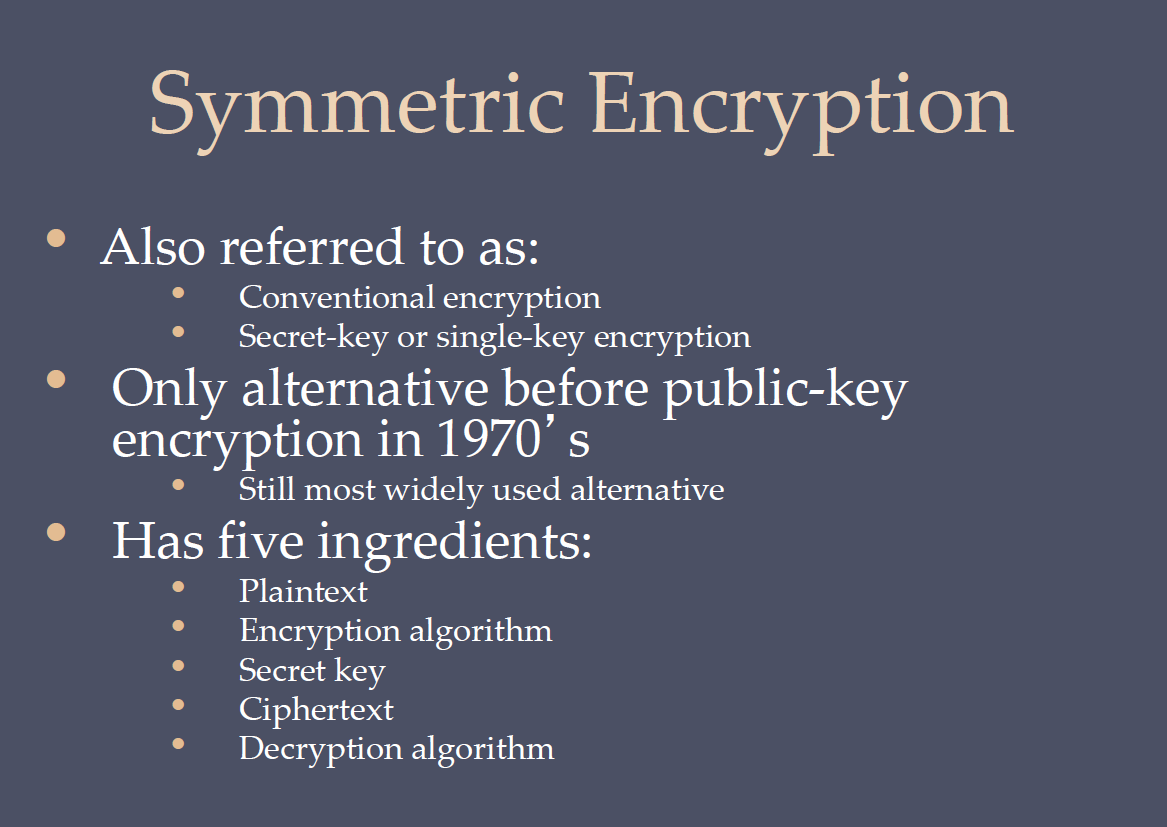 Symmetric Encryption
• Also referred to as:
• Conventional encryption
• Secret-key or single-key encryption
• Only alternative before public-key
encryption in 1970’s
• Still most widely used alternative
• Has five ingredients:
• Plaintext
• Encryption algorithm
• Secret key
• Ciphertext
• Decryption algorithm